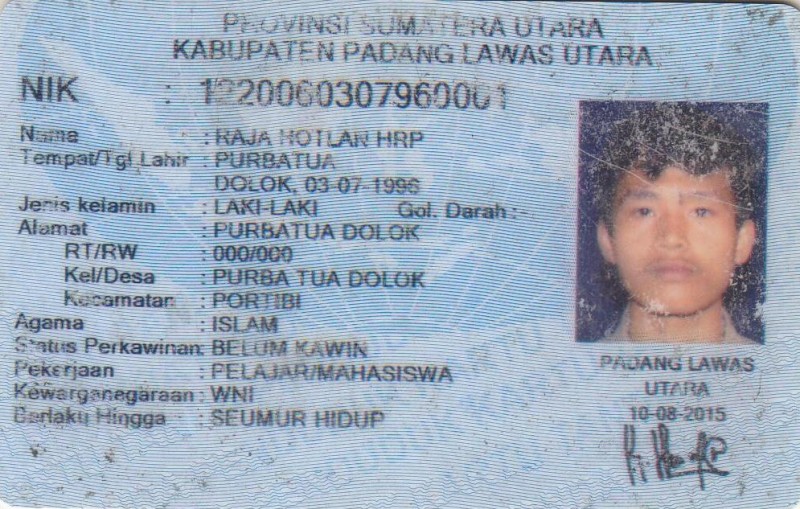 PROVINSI SUMATERA UTARA
KABUPATEN PADANG LAWAS UTARA
NIK : 1220060307960001
Nama : RAJA HOTLAN HRP
Tempat/Tgl Lahir : PURBATUA
DOLOK, 03-07-1996
Jenis kelamin : LAKI-LAKI Gol. Darah :-
Alamat : PURBATUA DOLOK
RT/RW : 000/000
Kel/Desa : PURBA TUA DOLOK
Kecamatan : PORTIBI
Agama : ISLAM
Status Perkawinan: BELUM KAWIN
Pekerjaan : PELAJAR/MAHASISWA
Kewarganegaraan : WNI
Berlaku Hingga : SEUMUR HIDUP
PADANG LAWAS
UTARA
10-08-2015